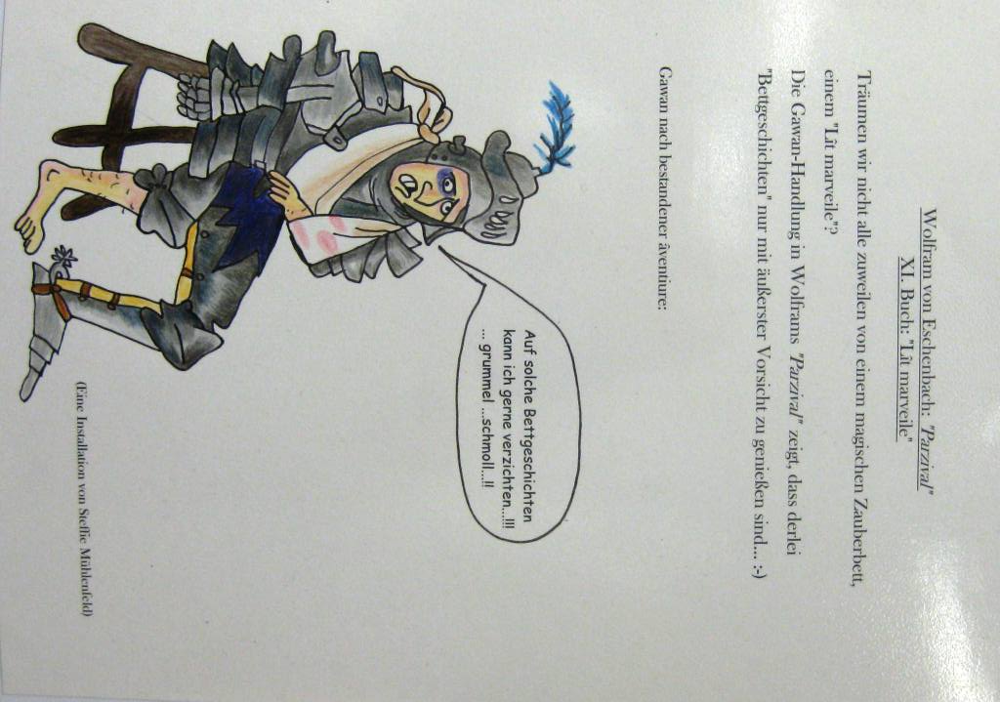 Wolfram von Eschenbach: "Parzival"
XI. Buch: "Lît marveile"
Träumen wir nicht alle zuweilen von einem magischen Zauberbett,
einem "Lît marveile"?
Die Gawan-Handlung in Wolframs "Parzival" zeigt, dass derlei
"Bettgeschichten" nur mit äußerster Vorsicht zu genießen sind... :-)
Gawan nach bestandener âventiure:
Auf solche Bettgeschichten
kann ich gerne verzichten...!!!
... grummel ...schmoll...!!
(Eine Installation von Steffie Mühlenfeld)